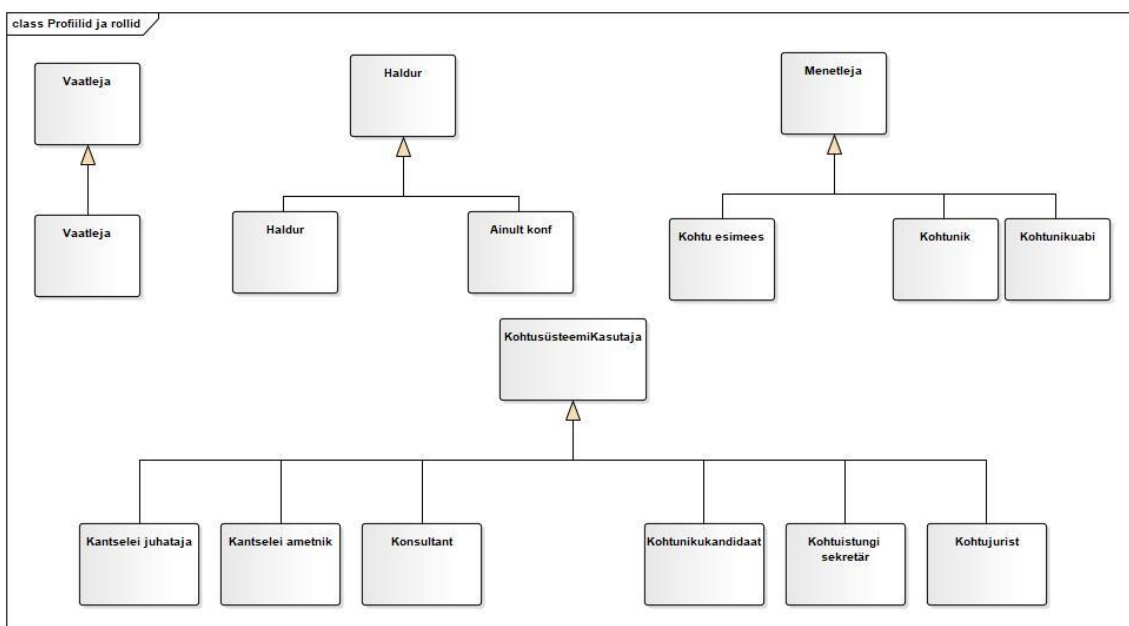 class Profiilid ja rollid
Vaatleja
Haldur
Menetleja
Vaatleja
Haldur
Ainult konf
Kohtu esimees
Kohtunik
Kohtunikuabi
KohtusüsteemiKasutaja
Kantselei juhataja
Kantselei ametnik
Konsultant
Kohtunikukandidaat
Kohtuistungi
sekretär
Kohtujurist